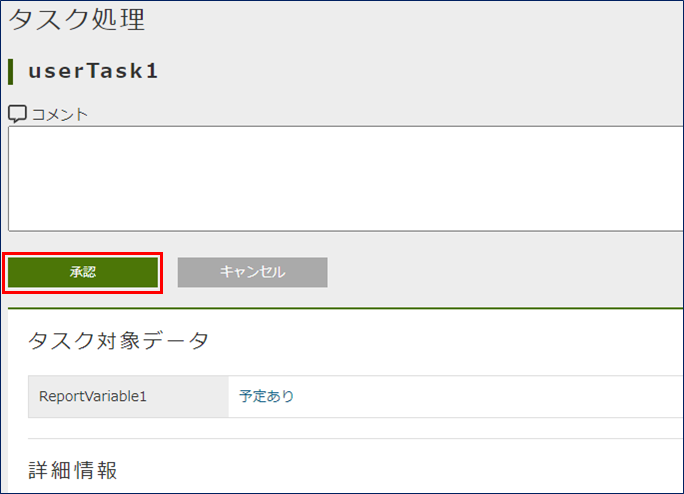 タスク処理
userTask1
コメント
承認 キャンセル
タスク対象データ
ReportVariable1 予定あり
詳細情報